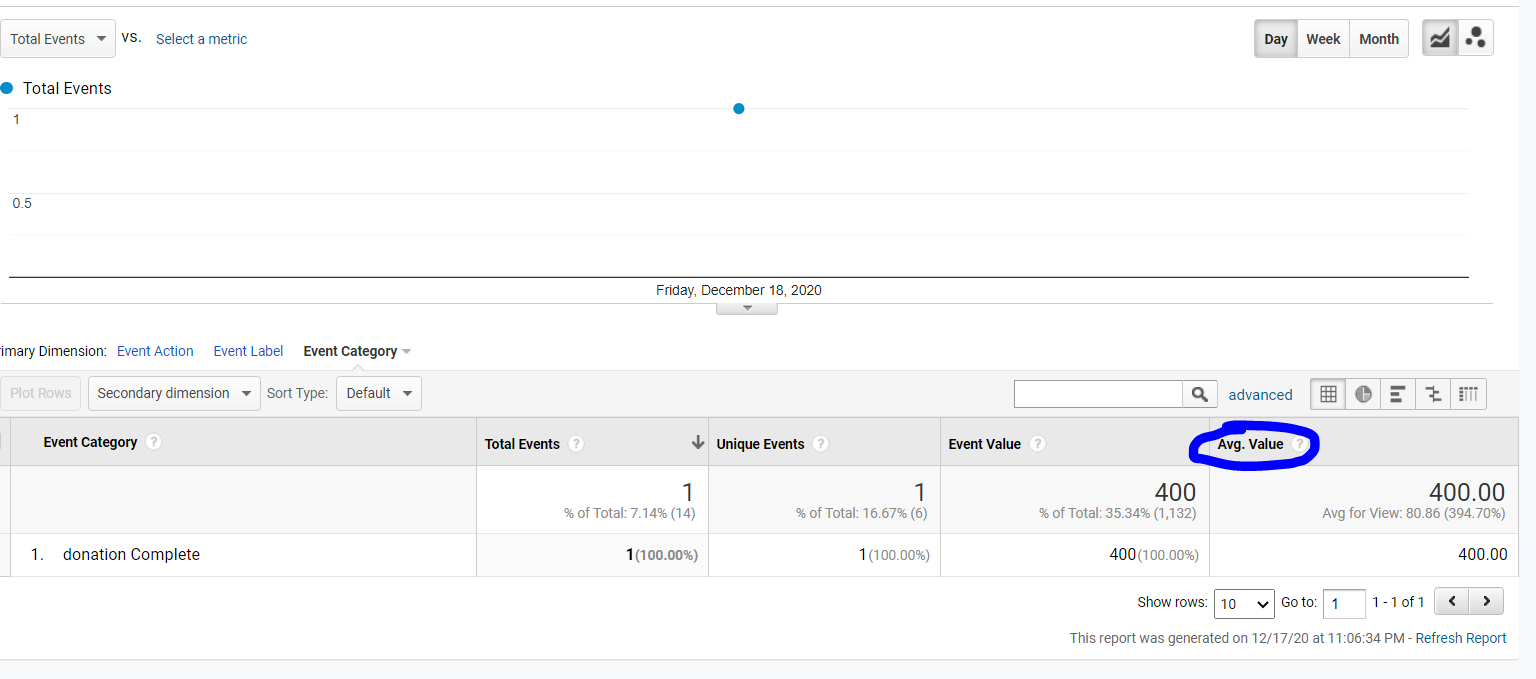 Total Events vs. Select a metric Day Week Month
Total Events
1
0.5
Friday, December 18, 2020
imary Dimension: Event Action Event Label Event Category
Plot Rows Secondary dimension Sort Type: Default advanced
Event Category ? Total Events ? Unique Events ? Event Value ? Avg. Value ?
1 1 400 400.00
% of Total: 7.14% (14) % of Total: 16.67% (6) % of Total: 35.34% (1,132) Avg for View: 80.86 (394.70%)
1. donation Complete 1(100.00%) 1(100.00%) 400(100.00%) 400.00
Show rows: 10 Go to: 1 1 - 1 of 1
This report was generated on 12/17/20 at 11:06:34 PM - Refresh Report